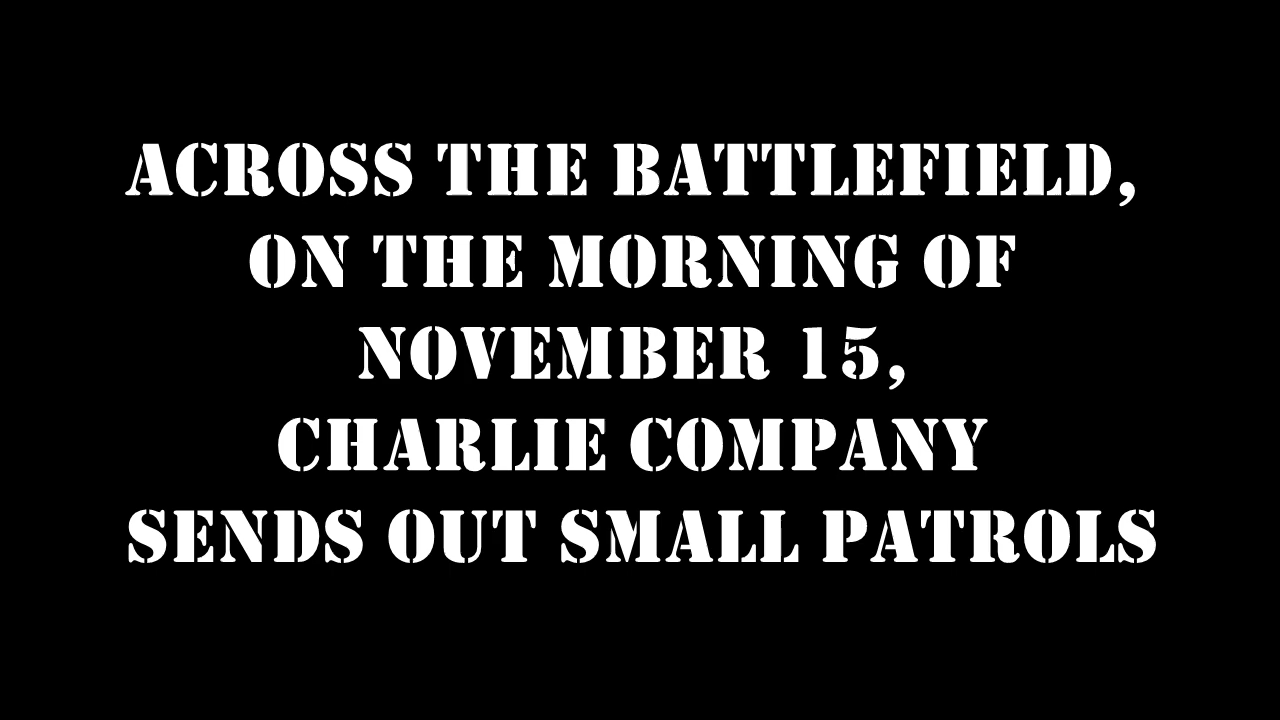 ACROSS THE BATTLEFIELD,
ON THE MORNING OF
NOVEMBER 15,
CHARLIE COMPANY
SENDS OUT SMALL PATROLS